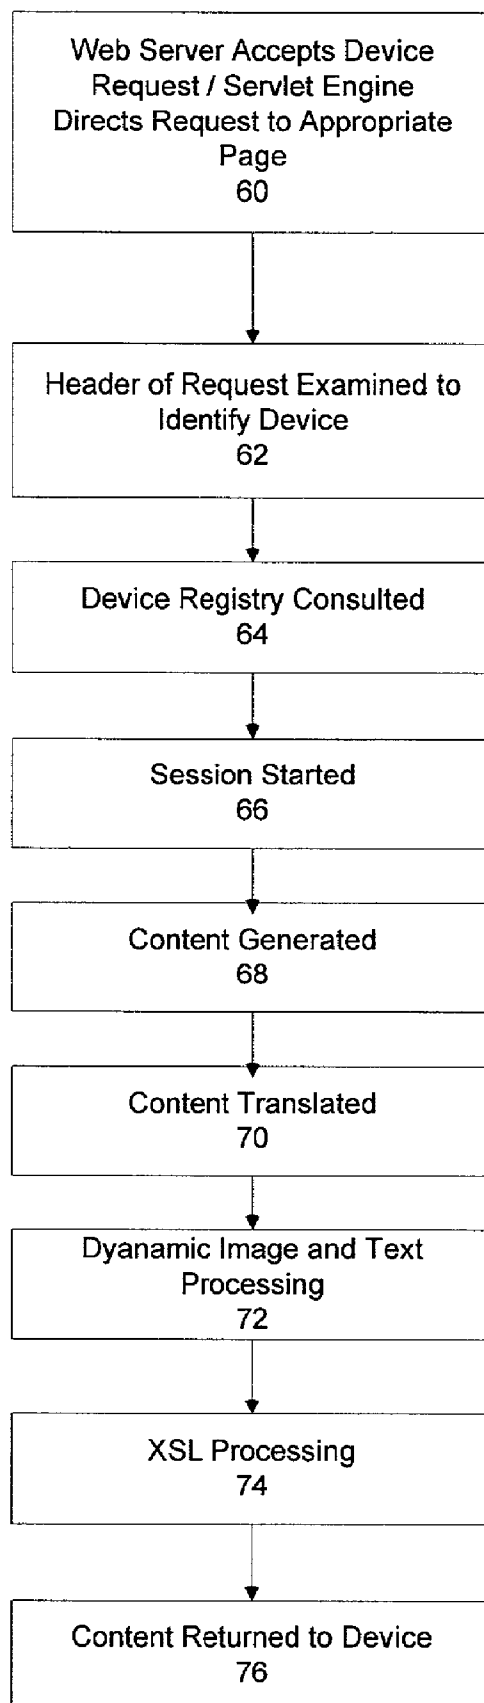 Web Server Accepts Device
Request / Servlet Engine
Directs Request to Appropriate
Page
60
Header of Request Examined to
Identify Device
62
Device Registry Consulted
64
Session Started
66
Content Generated
68
Content Translated
70
Dyanamic Image and Text
Processing
72
XSL Processing
74
Content Returned to Device
76